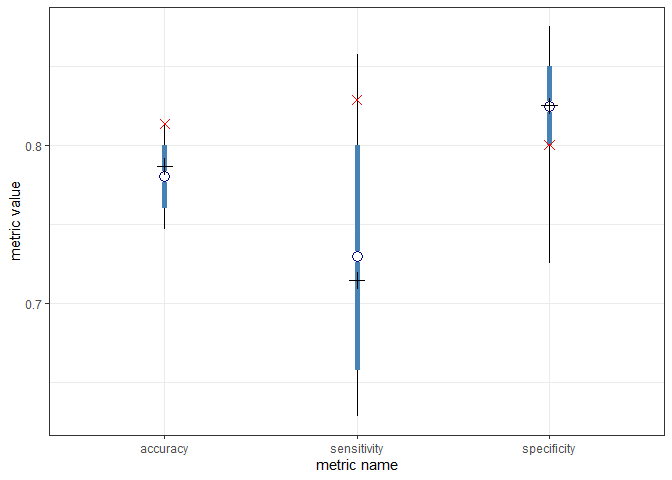 metric value
0.8
0.7
accuracy
sensitivity
specificity
metric name